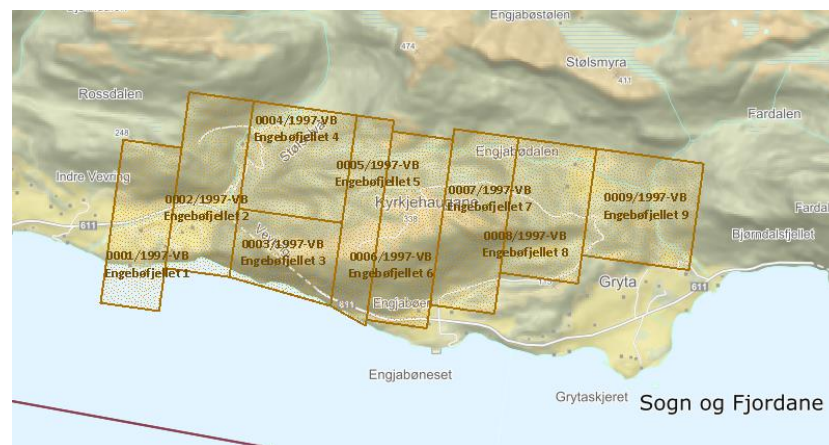 Engjabøstølen
474
Stølsmyra
411
Rossdalen
Fardalen
248
0004/1997-VB
Engebøfjellet 4
Engjabødalen
0005/1997-VB
Engebøfjellet 5
Indre Vevring
0002/1997-VB
Engebøfjellet 2
0007/1997-VB
Engebøfjellet 7
0009/1997-VB
Engebøfjellet 9
Kyrkjehaugane
338
611
0003/1997-VB
Engebøfjellet 3
0008/1997-VB
Engebøfjellet 8
Bjørndalsfjellet
0001/1997-VB
Engebøfjellet 1
0006/1997-VB
Engebøfjellet 6
Gryta
611
611
Engjabøen
Engjabøneset
Grytaskjeret
Sogn og Fjordane